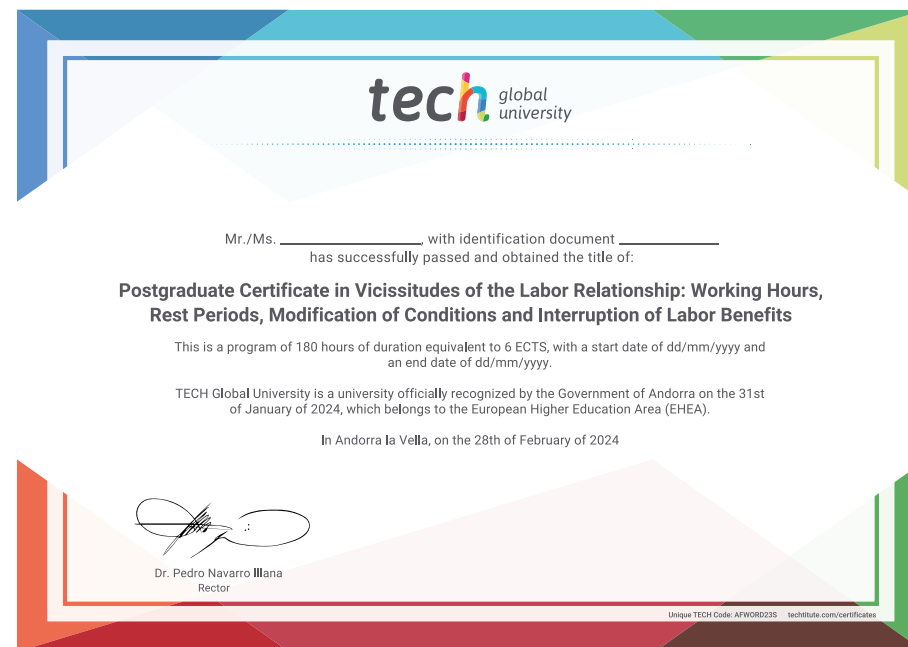 tech global university
Mr./Ms. ____________________, with identification document ______________
has successfully passed and obtained the title of:
Postgraduate Certificate in Vicissitudes of the Labor Relationship: Working Hours,
Rest Periods, Modification of Conditions and Interruption of Labor Benefits
This is a program of 180 hours of duration equivalent to 6 ECTS, with a start date of dd/mm/yyyy and
an end date of dd/mm/yyyy.
TECH Global University is a university officially recognized by the Government of Andorra on the 31st
of January of 2024, which belongs to the European Higher Education Area (EHEA).
In Andorra la Vella, on the 28th of February of 2024
Dr. Pedro Navarro Illana
Rector
Unique TECH Code: AFWORD23S techtitute.com/certificates